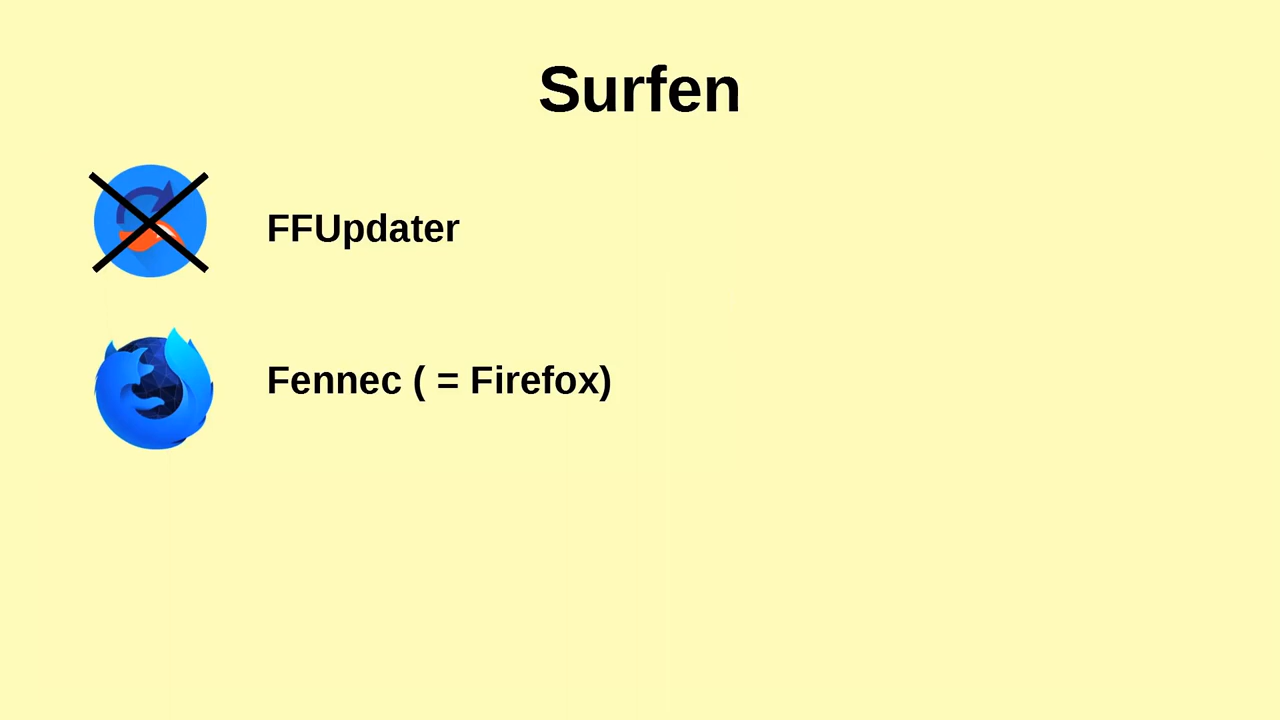 Surfen
FFUpdater
Fennec ( = Firefox)